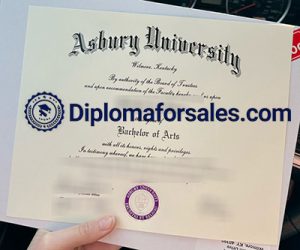 Asbury University
Wilmore, Kentucky
By authority of the Board of Trustees
and upon recommendation of the Faculty
upon
Diplomaforsales.com
Bachelor of Arts
with all its honors, rights and privileges
In testimony whereof, we have